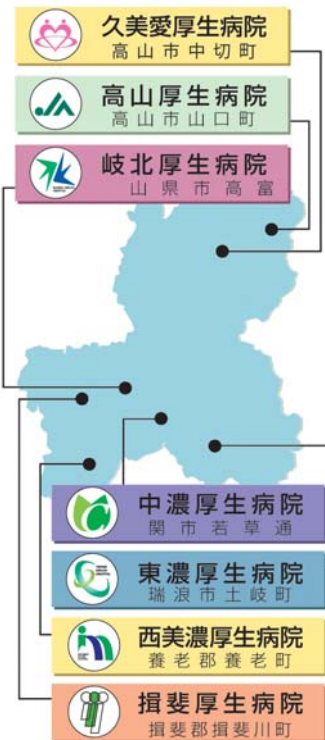 久美愛厚生病院
高山市中切町
JA
高山厚生病院
高山市山口町
岐北厚生病院
山県市高富
中濃厚生病院
関市若草通
東濃厚生病院
瑞浪市土岐町
西美濃厚生病院
養老郡養老町
揖斐厚生病院
揖斐郡揖斐川町